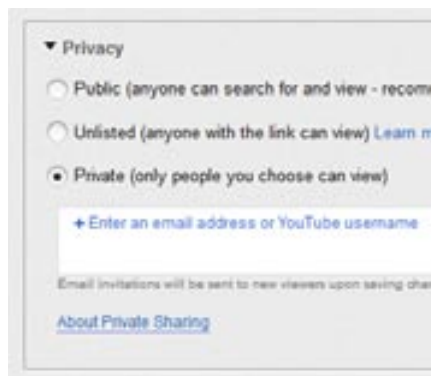 Privacy
Public (anyone can search for and view - recom
Unlisted (anyone with the link can view) Learn m
Private (only people you choose can view)
+ Enter an email address or YouTube username
Email invitations will be sent to new viewers upon saving chan
About Private Sharing